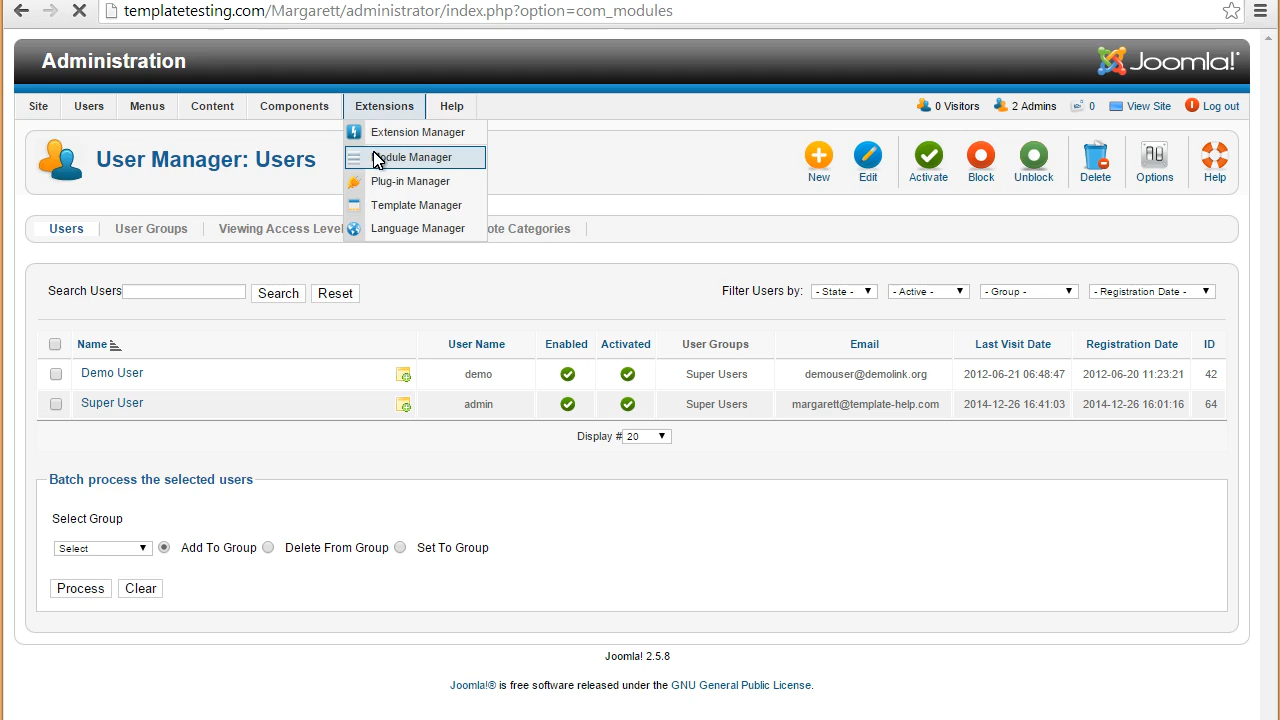 templatetesting.com/Margarett/administrator/index.php?option=com_modules
Administration
Joomla!
Site Users Menus Content Components Extensions Help 0 Visitors 2 Admins 0 View Site Log out
Extension Manager
Manager
Plug-in Manager
Template Manager
Language Manager
User Manager: Users
New Edit Activate Block Unblock Delete Options Help
Users User Groups Viewing Access Categories
Search Users Search Reset Filter Users by: - State - - Active - - Group - - Registration Date -
Name User Name Enabled Activated User Groups Email Last Visit Date Registration Date ID
Demo User demo Super Users demouser@demolink.org 2012-06-21 06:48:47 2012-06-20 11:23:21 42
Super User admin Super Users margarett@template-help.com 2014-12-26 16:41:03 2014-12-26 16:01:16 64
Display # 20
Batch process the selected users
Select Group
Select Add To Group Delete From Group Set To Group
Process Clear
Joomla! 2.5.8
Joomla!® is free software released under the GNU General Public License.